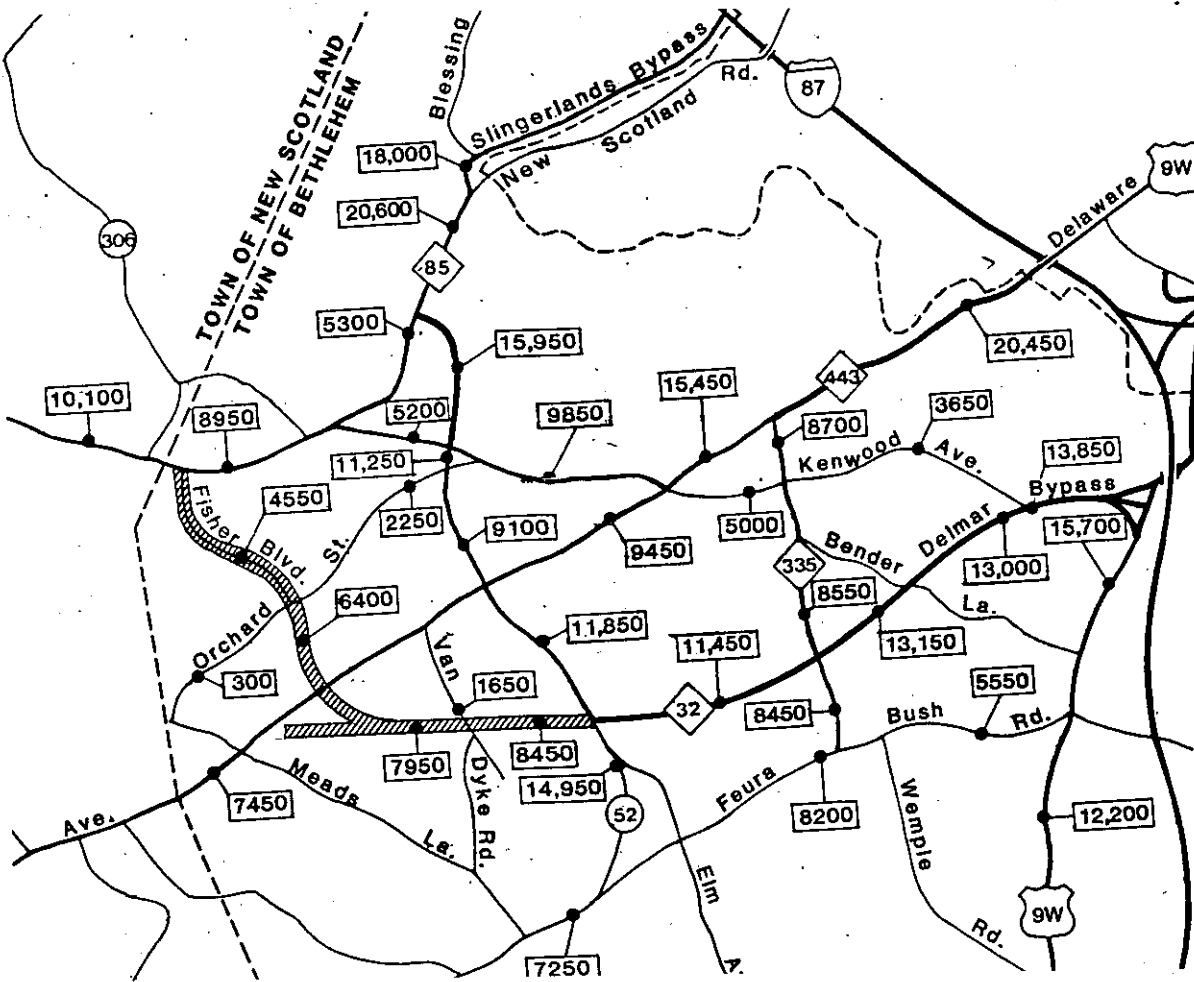 TOWN OF NEW SCOTLAND
TOWN OF BETHLEHEM
Blessing
Slingerlands Bypass
Rd.
87
New Scotland
18,000
9W
20,600
Delaware
306
85
5300
15,950
20,450
443
15,450
10,100
8950
5200
9850
3650
8700
11,250
Kenwood Ave.
13,850
Fisher Blvd.
4550
2250
5000
Delmar Bypass
15,700
St.
9100
9450
335
Bender
13,000
6400
8550
La.
Orchard
Van
11,850
11,450
13,150
300
1650
5550
32
8450
Bush Rd.
7950
8450
Meads
Dyke Rd.
14,950
7450
Feura
8200
Wemple
12,200
Ave.
52
La.
Elm
9W
Rd.
7250
A.